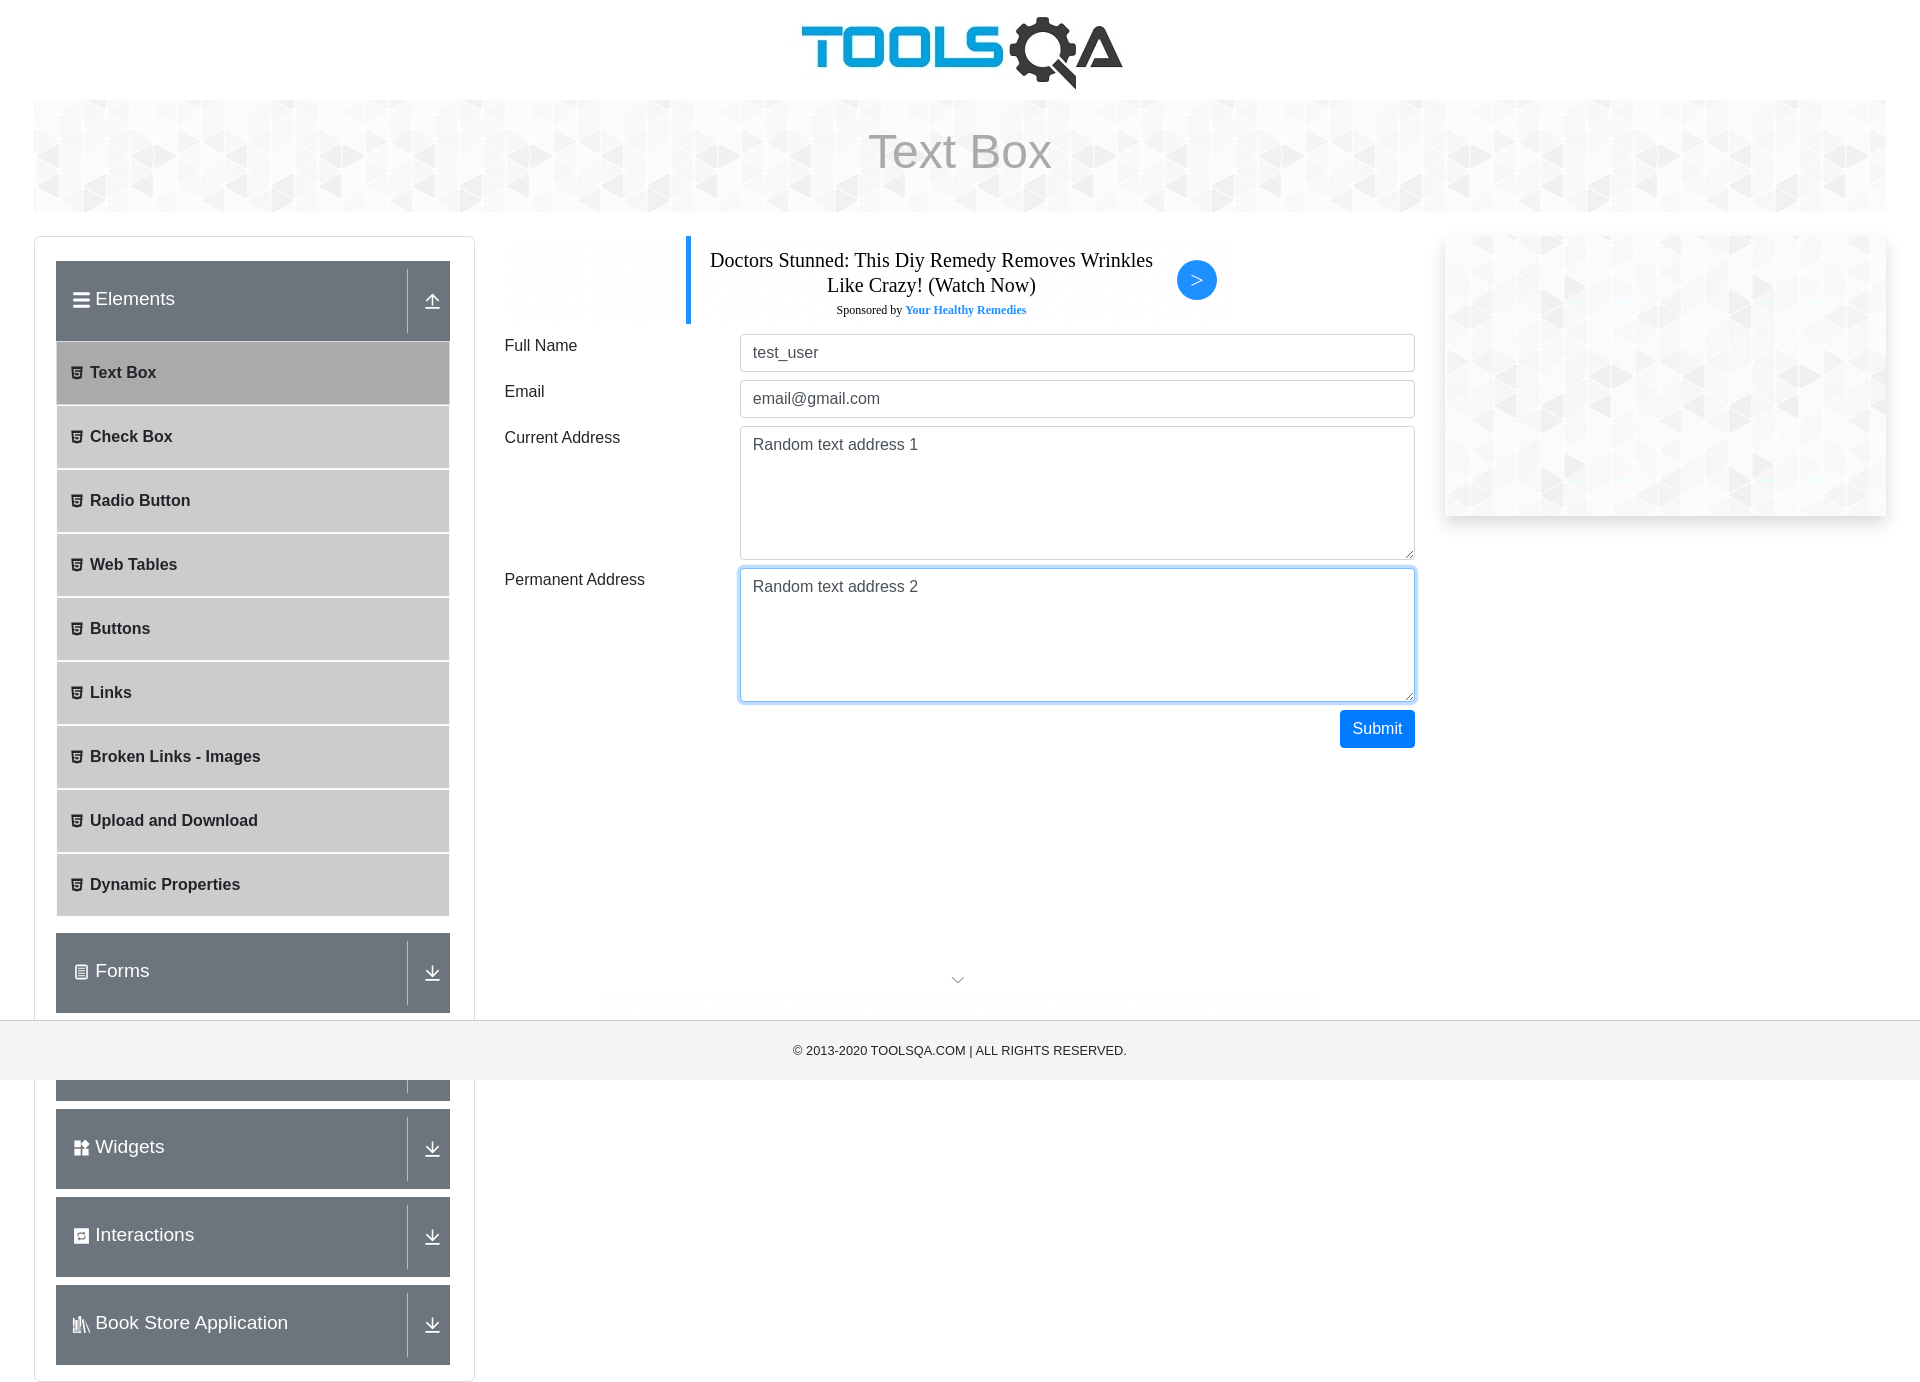 TOOLSQA
Text Box
Elements
Text Box
Check Box
Radio Button
Web Tables
Buttons
Links
Broken Links - Images
Upload and Download
Dynamic Properties
Forms
Widgets
Interactions
Book Store Application
Doctors Stunned: This Diy Remedy Removes Wrinkles
Like Crazy! (Watch Now)
Sponsored by Your Healthy Remedies
>
Full Name
test_user
Email
email@gmail.com
Current Address
Random text address 1
Permanent Address
Random text address 2
Submit
© 2013-2020 TOOLSQA.COM | ALL RIGHTS RESERVED.